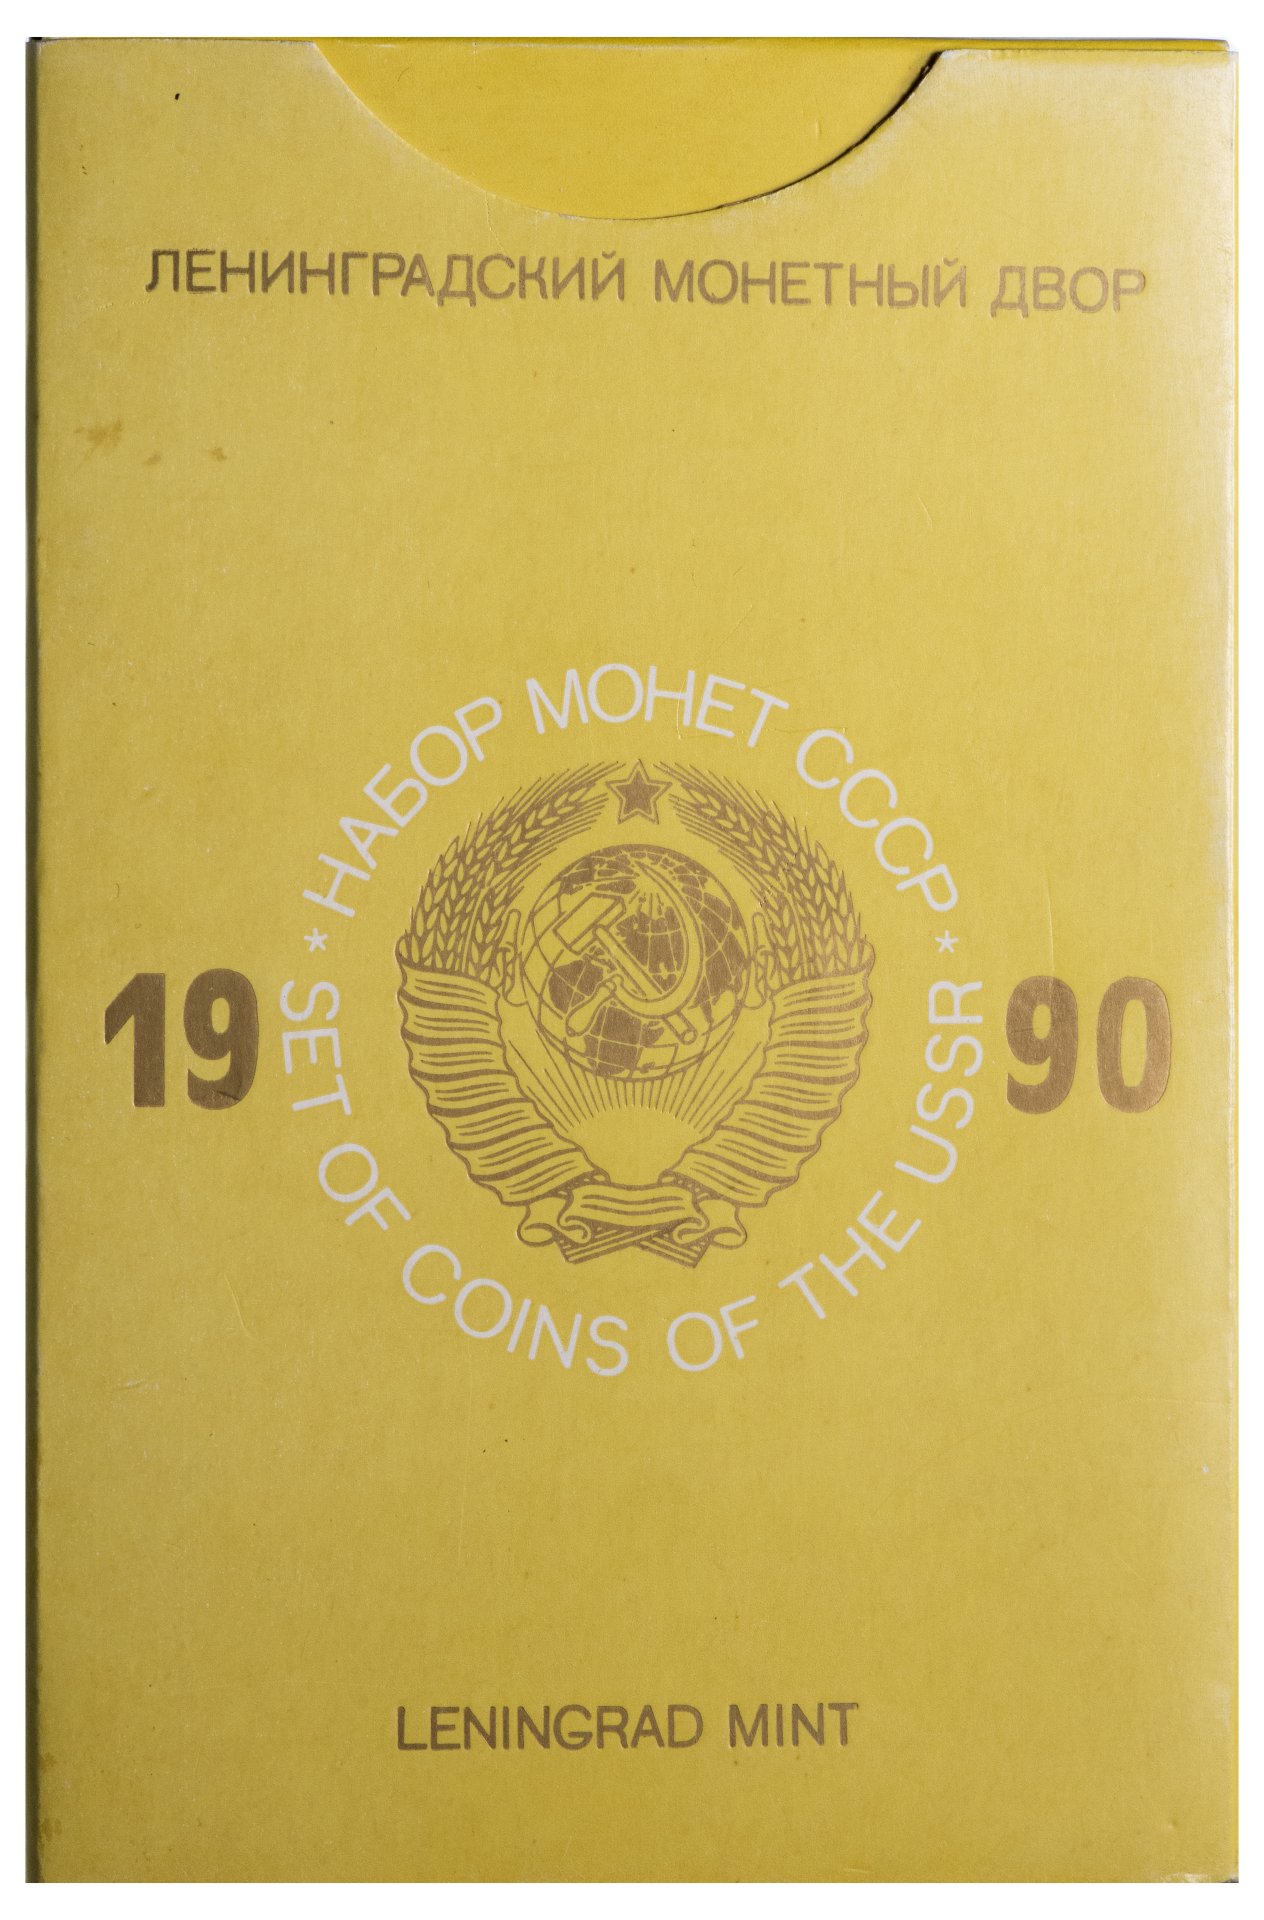 ЛЕНИНГРАДСКИЙ МОНЕТНЫЙ ДВОР
* НАБОР МОНЕТ СССР *
19 90
SET OF COINS OF THE USSR
LENINGRAD MINT